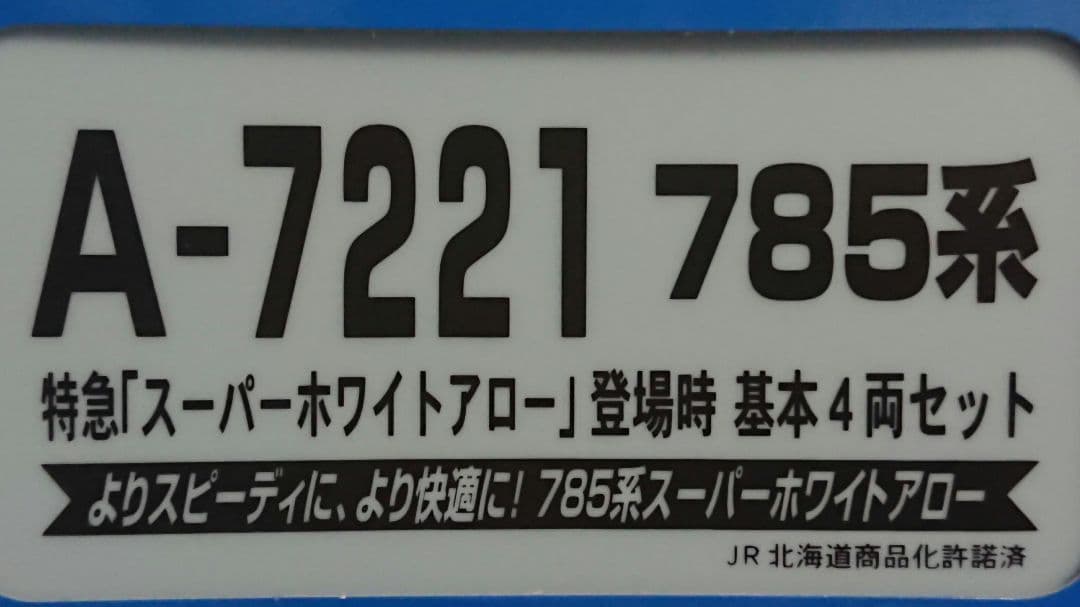 A-7221 785系
特急「スーパーホワイトアロー」登場時 基本4両セット
よりスピーディに、より快適に! 785系スーパーホワイトアロー
JR北海道商品化許諾済